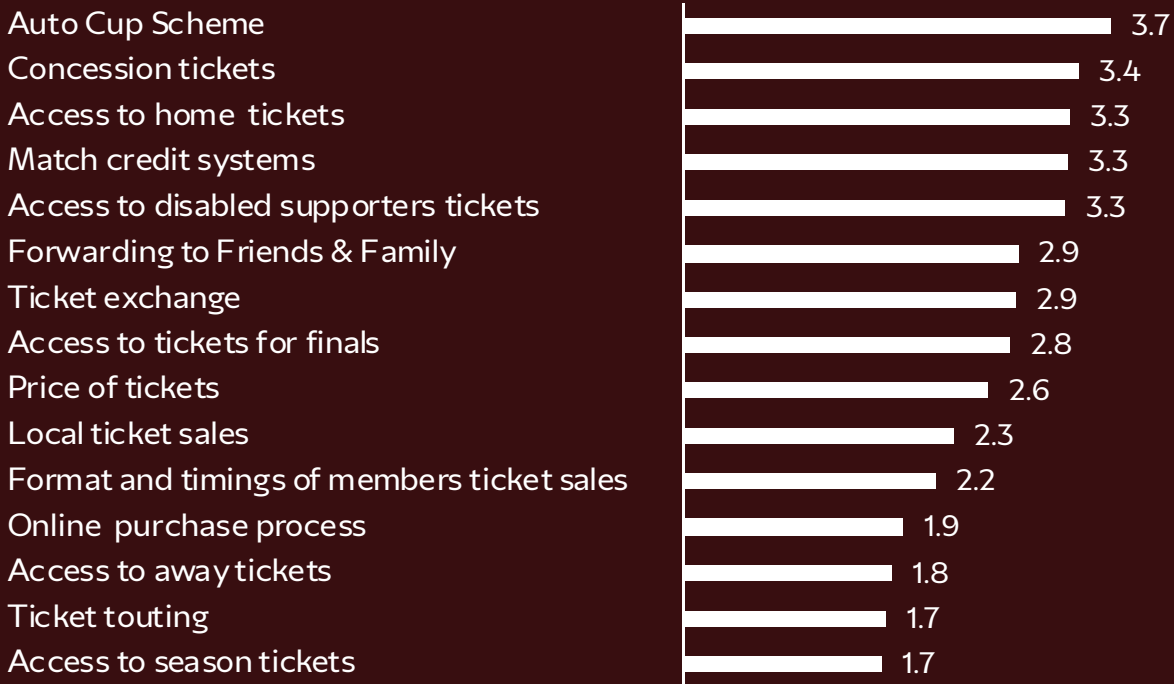 Auto Cup Scheme 3.7
Concession tickets 3.4
Access to home tickets 3.3
Match credit systems 3.3
Access to disabled supporters tickets 3.3
Forwarding to Friends & Family 2.9
Ticket exchange 2.9
Access to tickets for finals 2.8
Price of tickets 2.6
Local ticket sales 2.3
Format and timings of members ticket sales 2.2
Online purchase process 1.9
Access to away tickets 1.8
Ticket touting 1.7
Access to season tickets 1.7